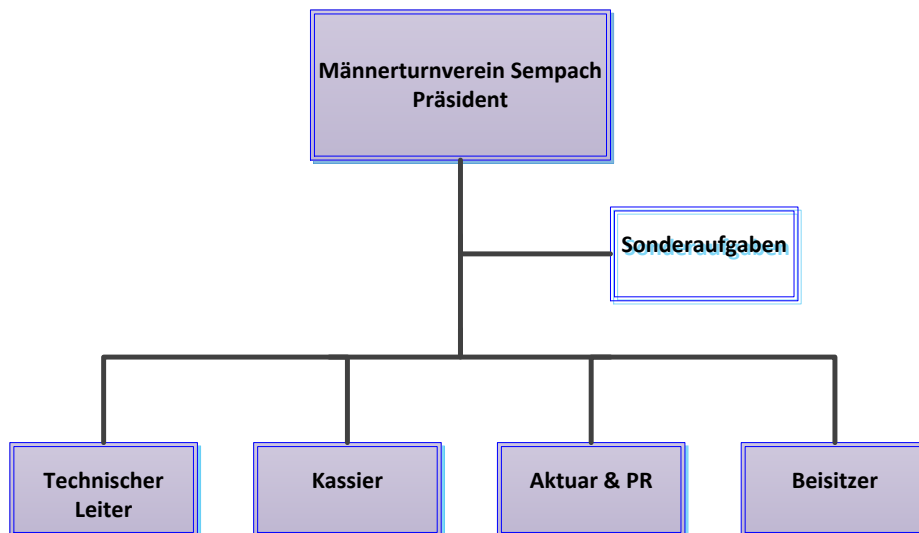 Männerturnverein Sempach
Präsident
Sonderaufgaben
Technischer
Leiter
Kassier
Aktuar & PR
Beisitzer